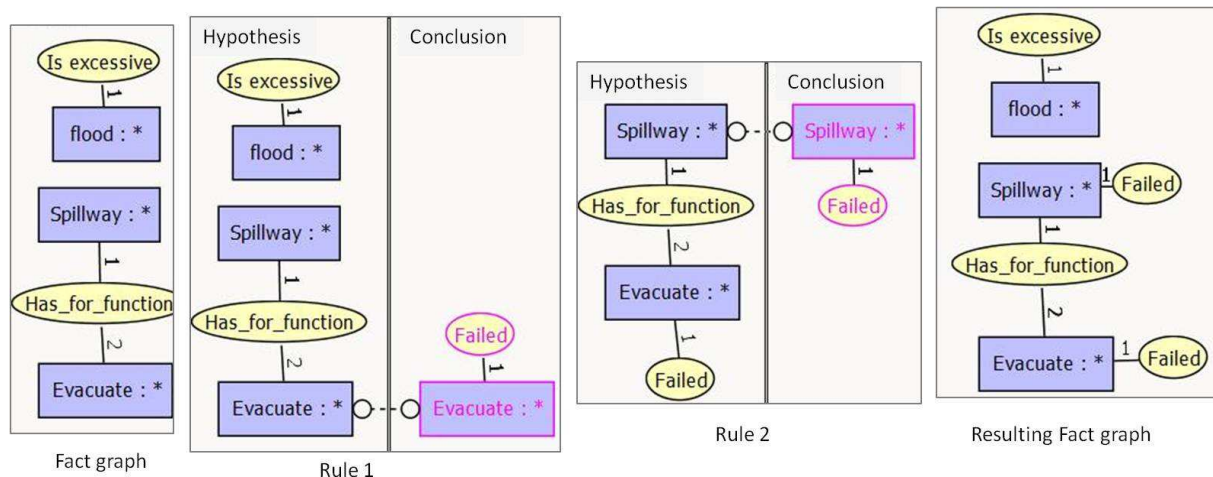 Is excessive
1
flood : *
Spillway : *
1
Has_for_function
2
Evacuate : *
Fact graph
Hypothesis
Conclusion
Is excessive
1
flood : *
Spillway : *
1
Has_for_function
2
Evacuate : *
Failed
1
Evacuate : *
Rule 1
Hypothesis
Conclusion
Spillway : *
1
Has_for_function
2
Evacuate : *
1
Failed
Spillway : *
1
Failed
Rule 2
Is excessive
1
flood : *
Spillway : *
1
Failed
1
Has_for_function
2
Evacuate : *
1
Failed
Resulting Fact graph